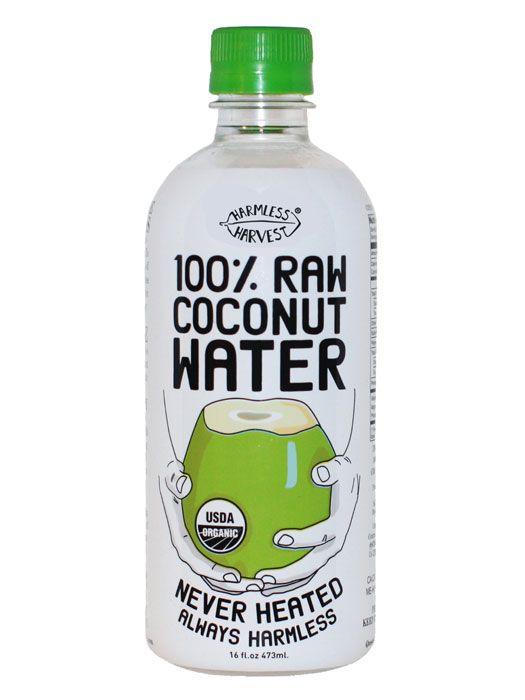 HARMLESS®
HARVEST
100% RAW
COCONUT
WATER
USDA
ORGANIC
NEVER HEATED
ALWAYS HARMLESS
16 fl.oz 473ml.